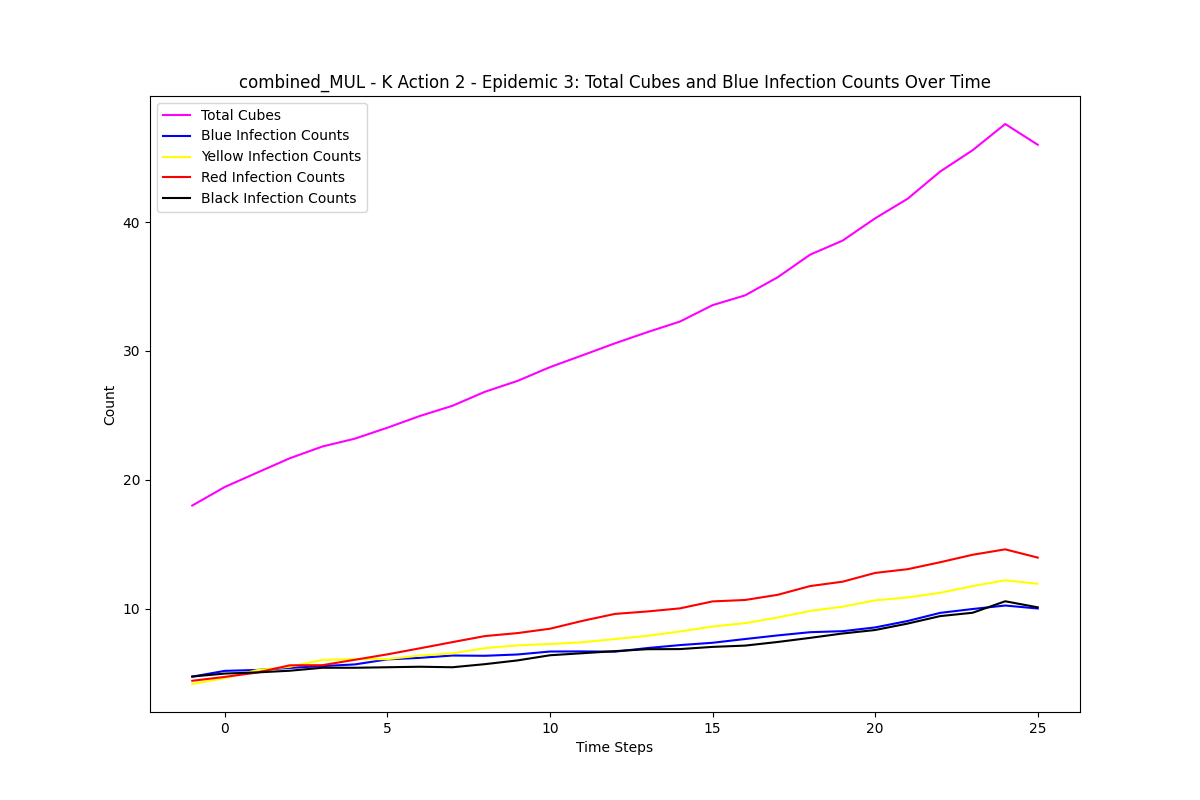 combined_MUL - K Action 2 - Epidemic 3: Total Cubes and Blue Infection Counts Over Time
Total Cubes
Blue Infection Counts
Yellow Infection Counts
Red Infection Counts
Black Infection Counts
40
30
20
10
Count
0
5
10
15
20
25
Time Steps